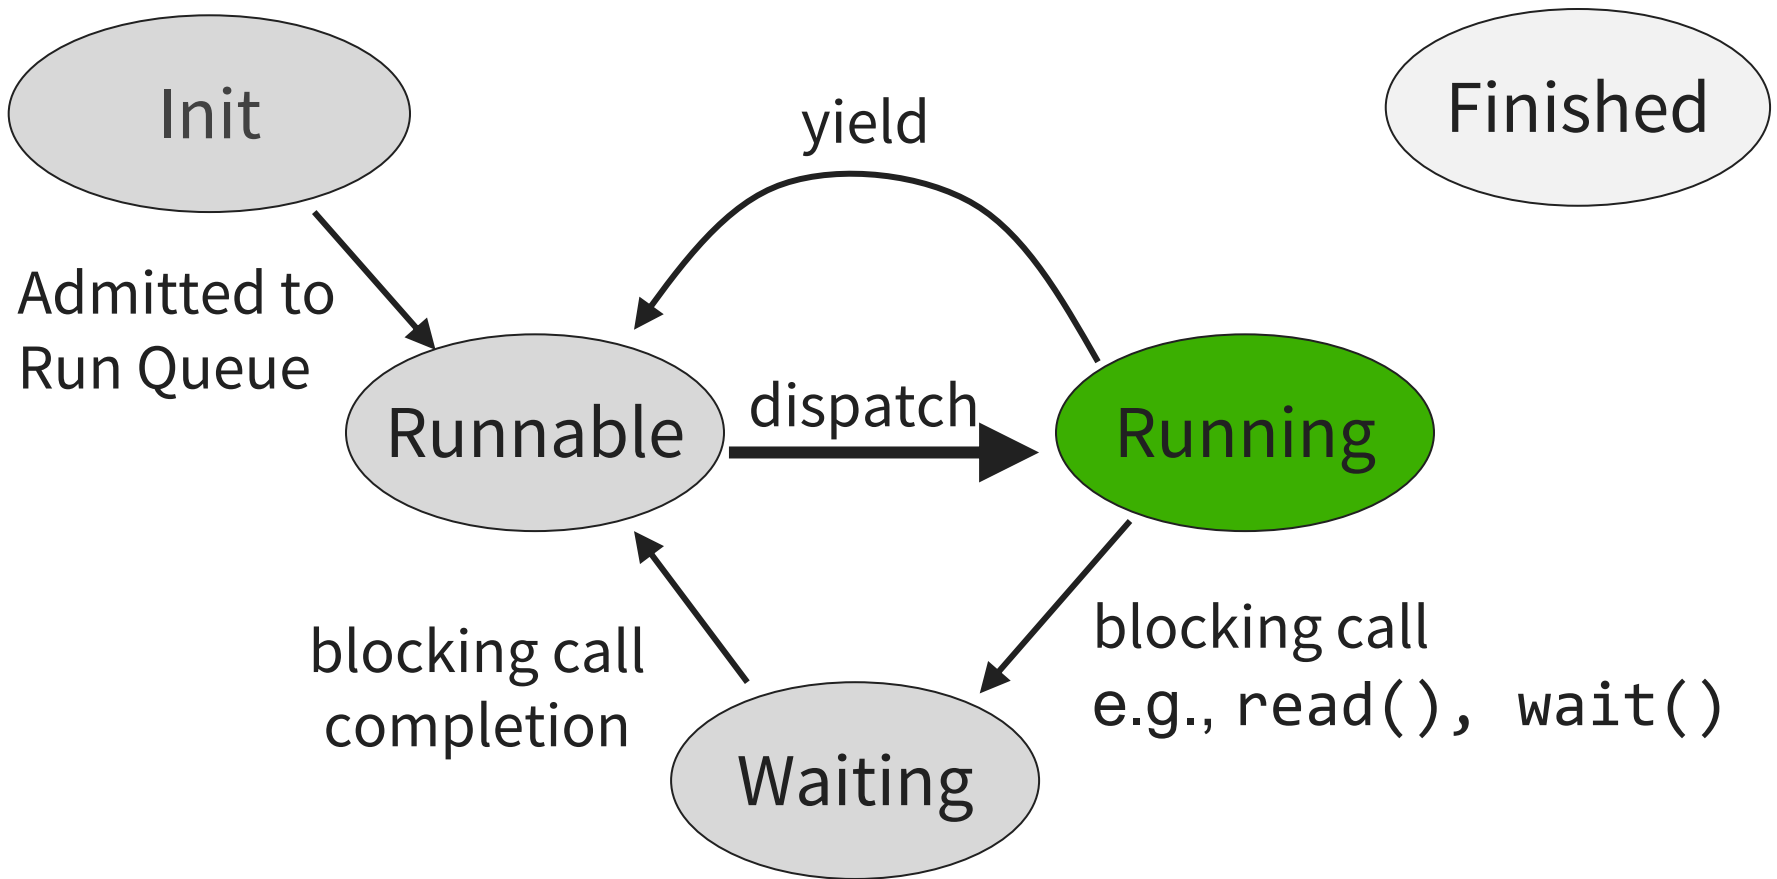 Init
Finished
yield
Admitted to
Run Queue
dispatch
Runnable
Running
blocking call
completion
blocking call
e.g., read(), wait()
Waiting